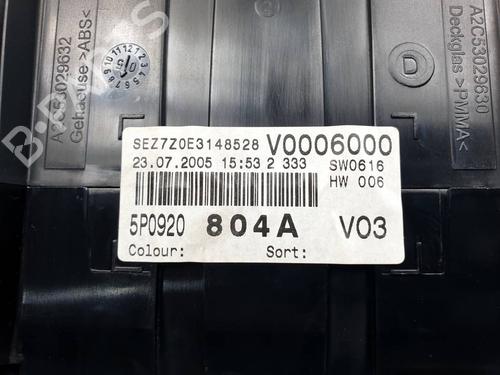 A2C53029632
Gehaeuse >ABS<
A2C53029630
Deckglas >PMMA<
D
SEZ7Z0E3148528 V0006000
23.07.2005 15:53 2 333 SW0616
HW 006
5P0920 804A V03
Colour: Sort: